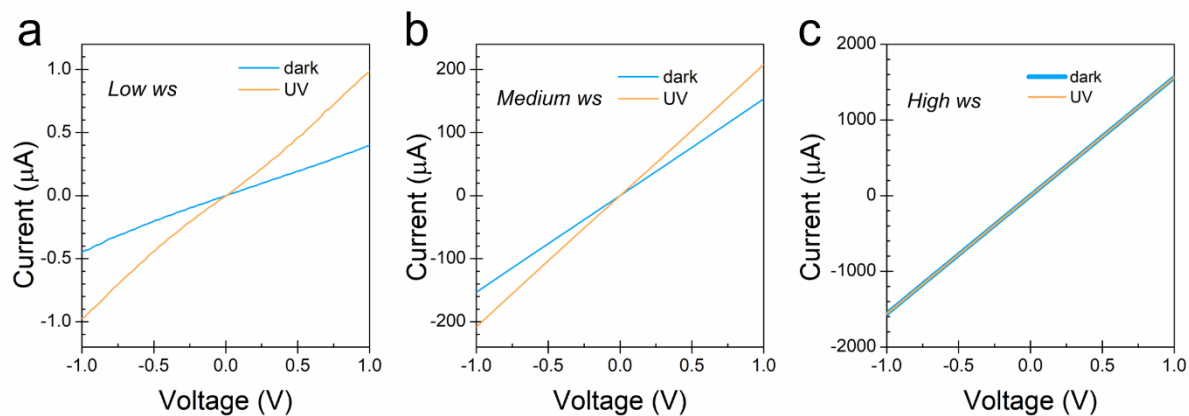 a
Current (μA)
1.0
0.5
0.0
-0.5
-1.0
Low ws
dark
UV
-1.0 -0.5 0.0 0.5 1.0
Voltage (V)
b
Current (μA)
200
100
0
-100
-200
Medium ws
dark
UV
-1.0 -0.5 0.0 0.5 1.0
Voltage (V)
c
Current (μA)
2000
1000
0
-1000
-2000
High ws
dark
UV
-1.0 -0.5 0.0 0.5 1.0
Voltage (V)